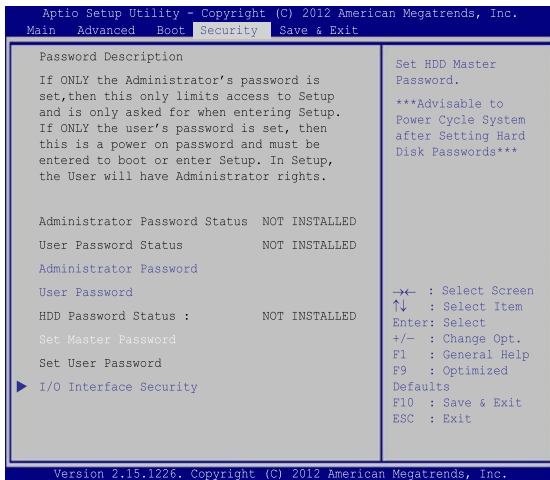 Aptio Setup Utility - Copyright (C) 2012 American Megatrends, Inc.
Main Advanced Boot Security Save & Exit
Password Description
If ONLY the Administrator's password is
set,then this only limits access to Setup
and is only asked for when entering Setup.
If ONLY the user's password is set, then
this is a power on password and must be
entered to boot or enter Setup. In Setup,
the User will have Administrator rights.
Administrator Password Status NOT INSTALLED
User Password Status NOT INSTALLED
Administrator Password
User Password
HDD Password Status : NOT INSTALLED
Set Master Password
Set User Password
I/O Interface Security
Set HDD Master
Password.
***Advisable to
Power Cycle System
after Setting Hard
Disk Passwords***
→← : Select Screen
↑↓ : Select Item
Enter: Select
+/− : Change Opt.
F1 : General Help
F9 : Optimized
Defaults
F10 : Save & Exit
ESC : Exit
Version 2.15.1226. Copyright (C) 2012 American Megatrends, Inc.